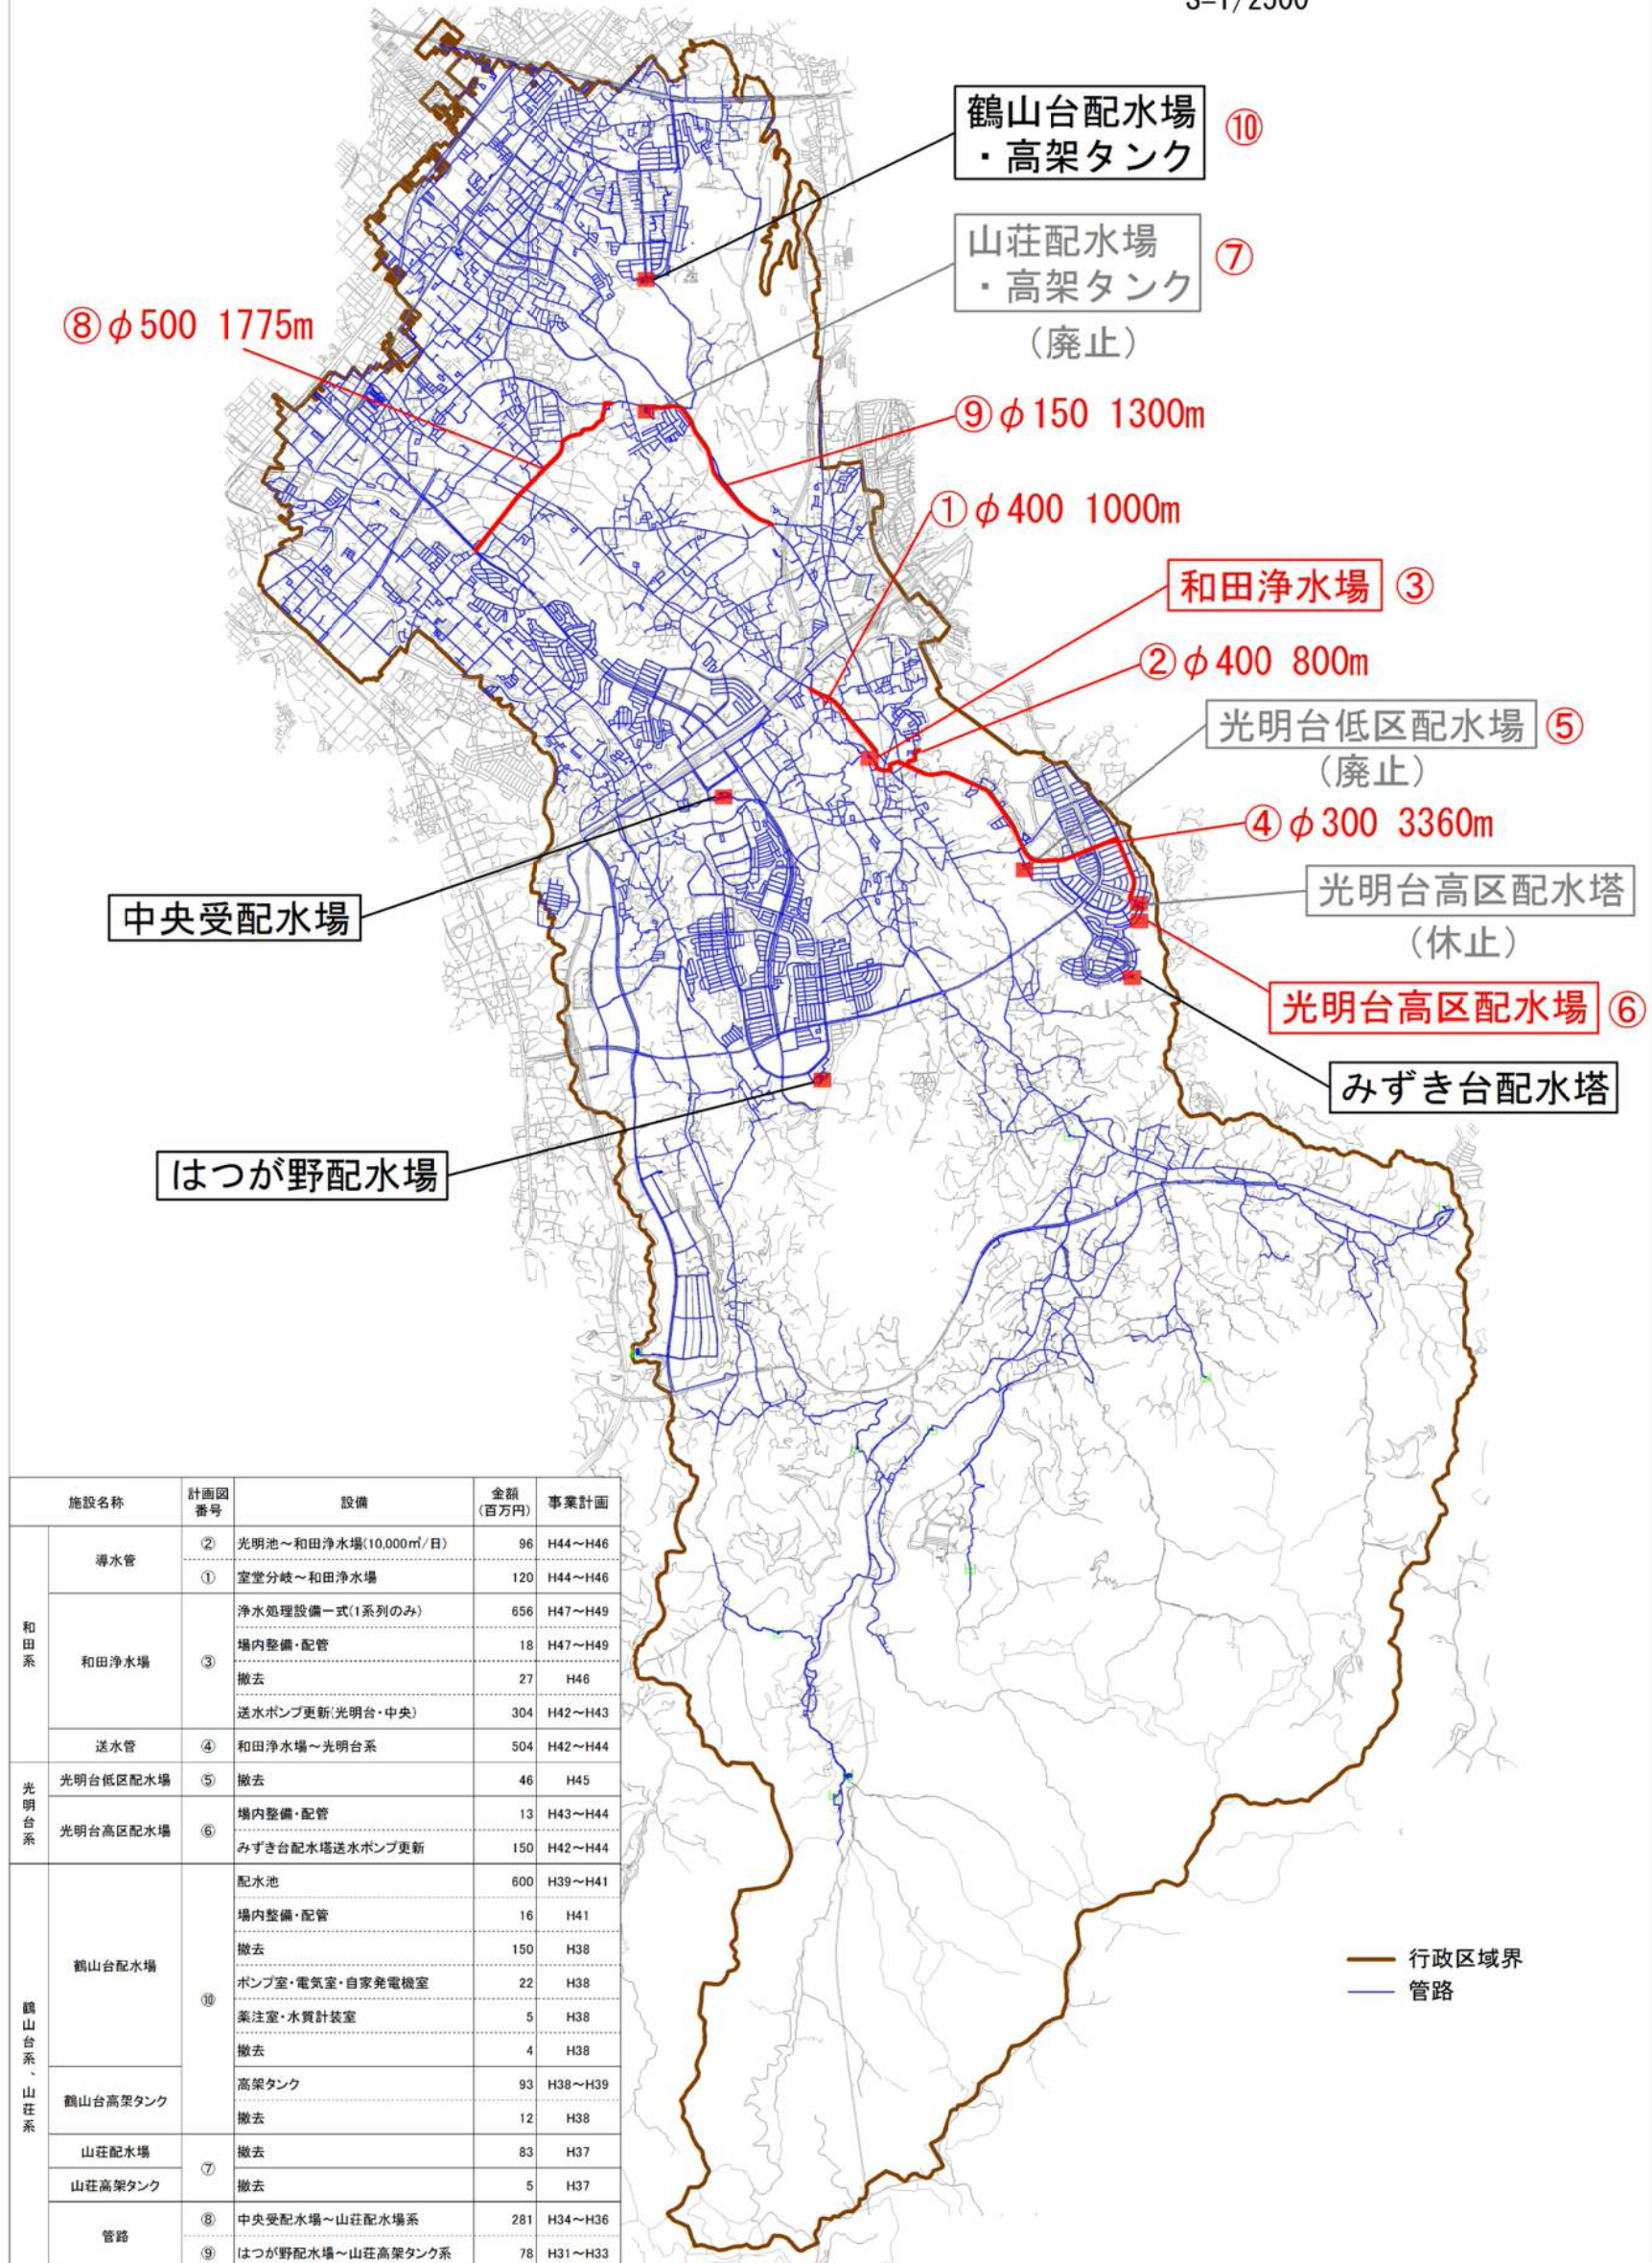 鶴山台配水場
・高架タンク
⑩
山荘配水場
・高架タンク
⑦
（廃止）
⑧φ500 1775m
⑨φ150 1300m
①φ400 1000m
和田浄水場
③
②φ400 800m
光明台低区配水場
⑤
（廃止）
④φ300 3360m
光明台高区配水塔
（休止）
中央受配水場
光明台高区配水場
⑥
みずき台配水塔
はつが野配水場
施設名称 計画図番号 設備 金額(百万円) 事業計画
和田系 導水管 ② 光明池～和田浄水場(10,000㎥/日) 96 H44～H46
① 室堂分岐～和田浄水場 120 H44～H46
和田浄水場 ③ 浄水処理設備一式(1系列のみ) 656 H47～H49
場内整備・配管 18 H47～H49
撤去 27 H46
送水ポンプ更新(光明台・中央) 304 H42～H43
送水管 ④ 和田浄水場～光明台系 504 H42～H44
光明台系 光明台低区配水場 ⑤ 撤去 46 H45
光明台高区配水場 ⑥ 場内整備・配管 13 H43～H44
みずき台配水塔送水ポンプ更新 150 H42～H44
鶴山台系、山荘系 鶴山台配水場 ⑩ 配水池 600 H39～H41
場内整備・配管 16 H41
撤去 150 H38
ポンプ室・電気室・自家発電機室 22 H38
薬注室・水質計装室 5 H38
撤去 4 H38
鶴山台高架タンク 高架タンク 93 H38～H39
撤去 12 H38
山荘配水場 ⑦ 撤去 83 H37
山荘高架タンク 撤去 5 H37
管路 ⑧ 中央受配水場～山荘配水場系 281 H34～H36
⑨ はつが野配水場～山荘高架タンク系 78 H31～H33
行政区域界
管路